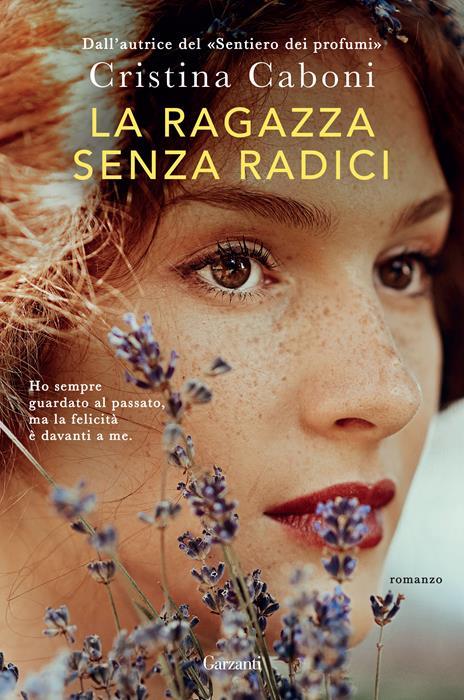 Dall'autrice del «Sentiero dei profumi»
Cristina Caboni
LA RAGAZZA
SENZA RADICI
Ho sempre
guardato al passato,
ma la felicità
è davanti a me.
romanzo
Garzanti